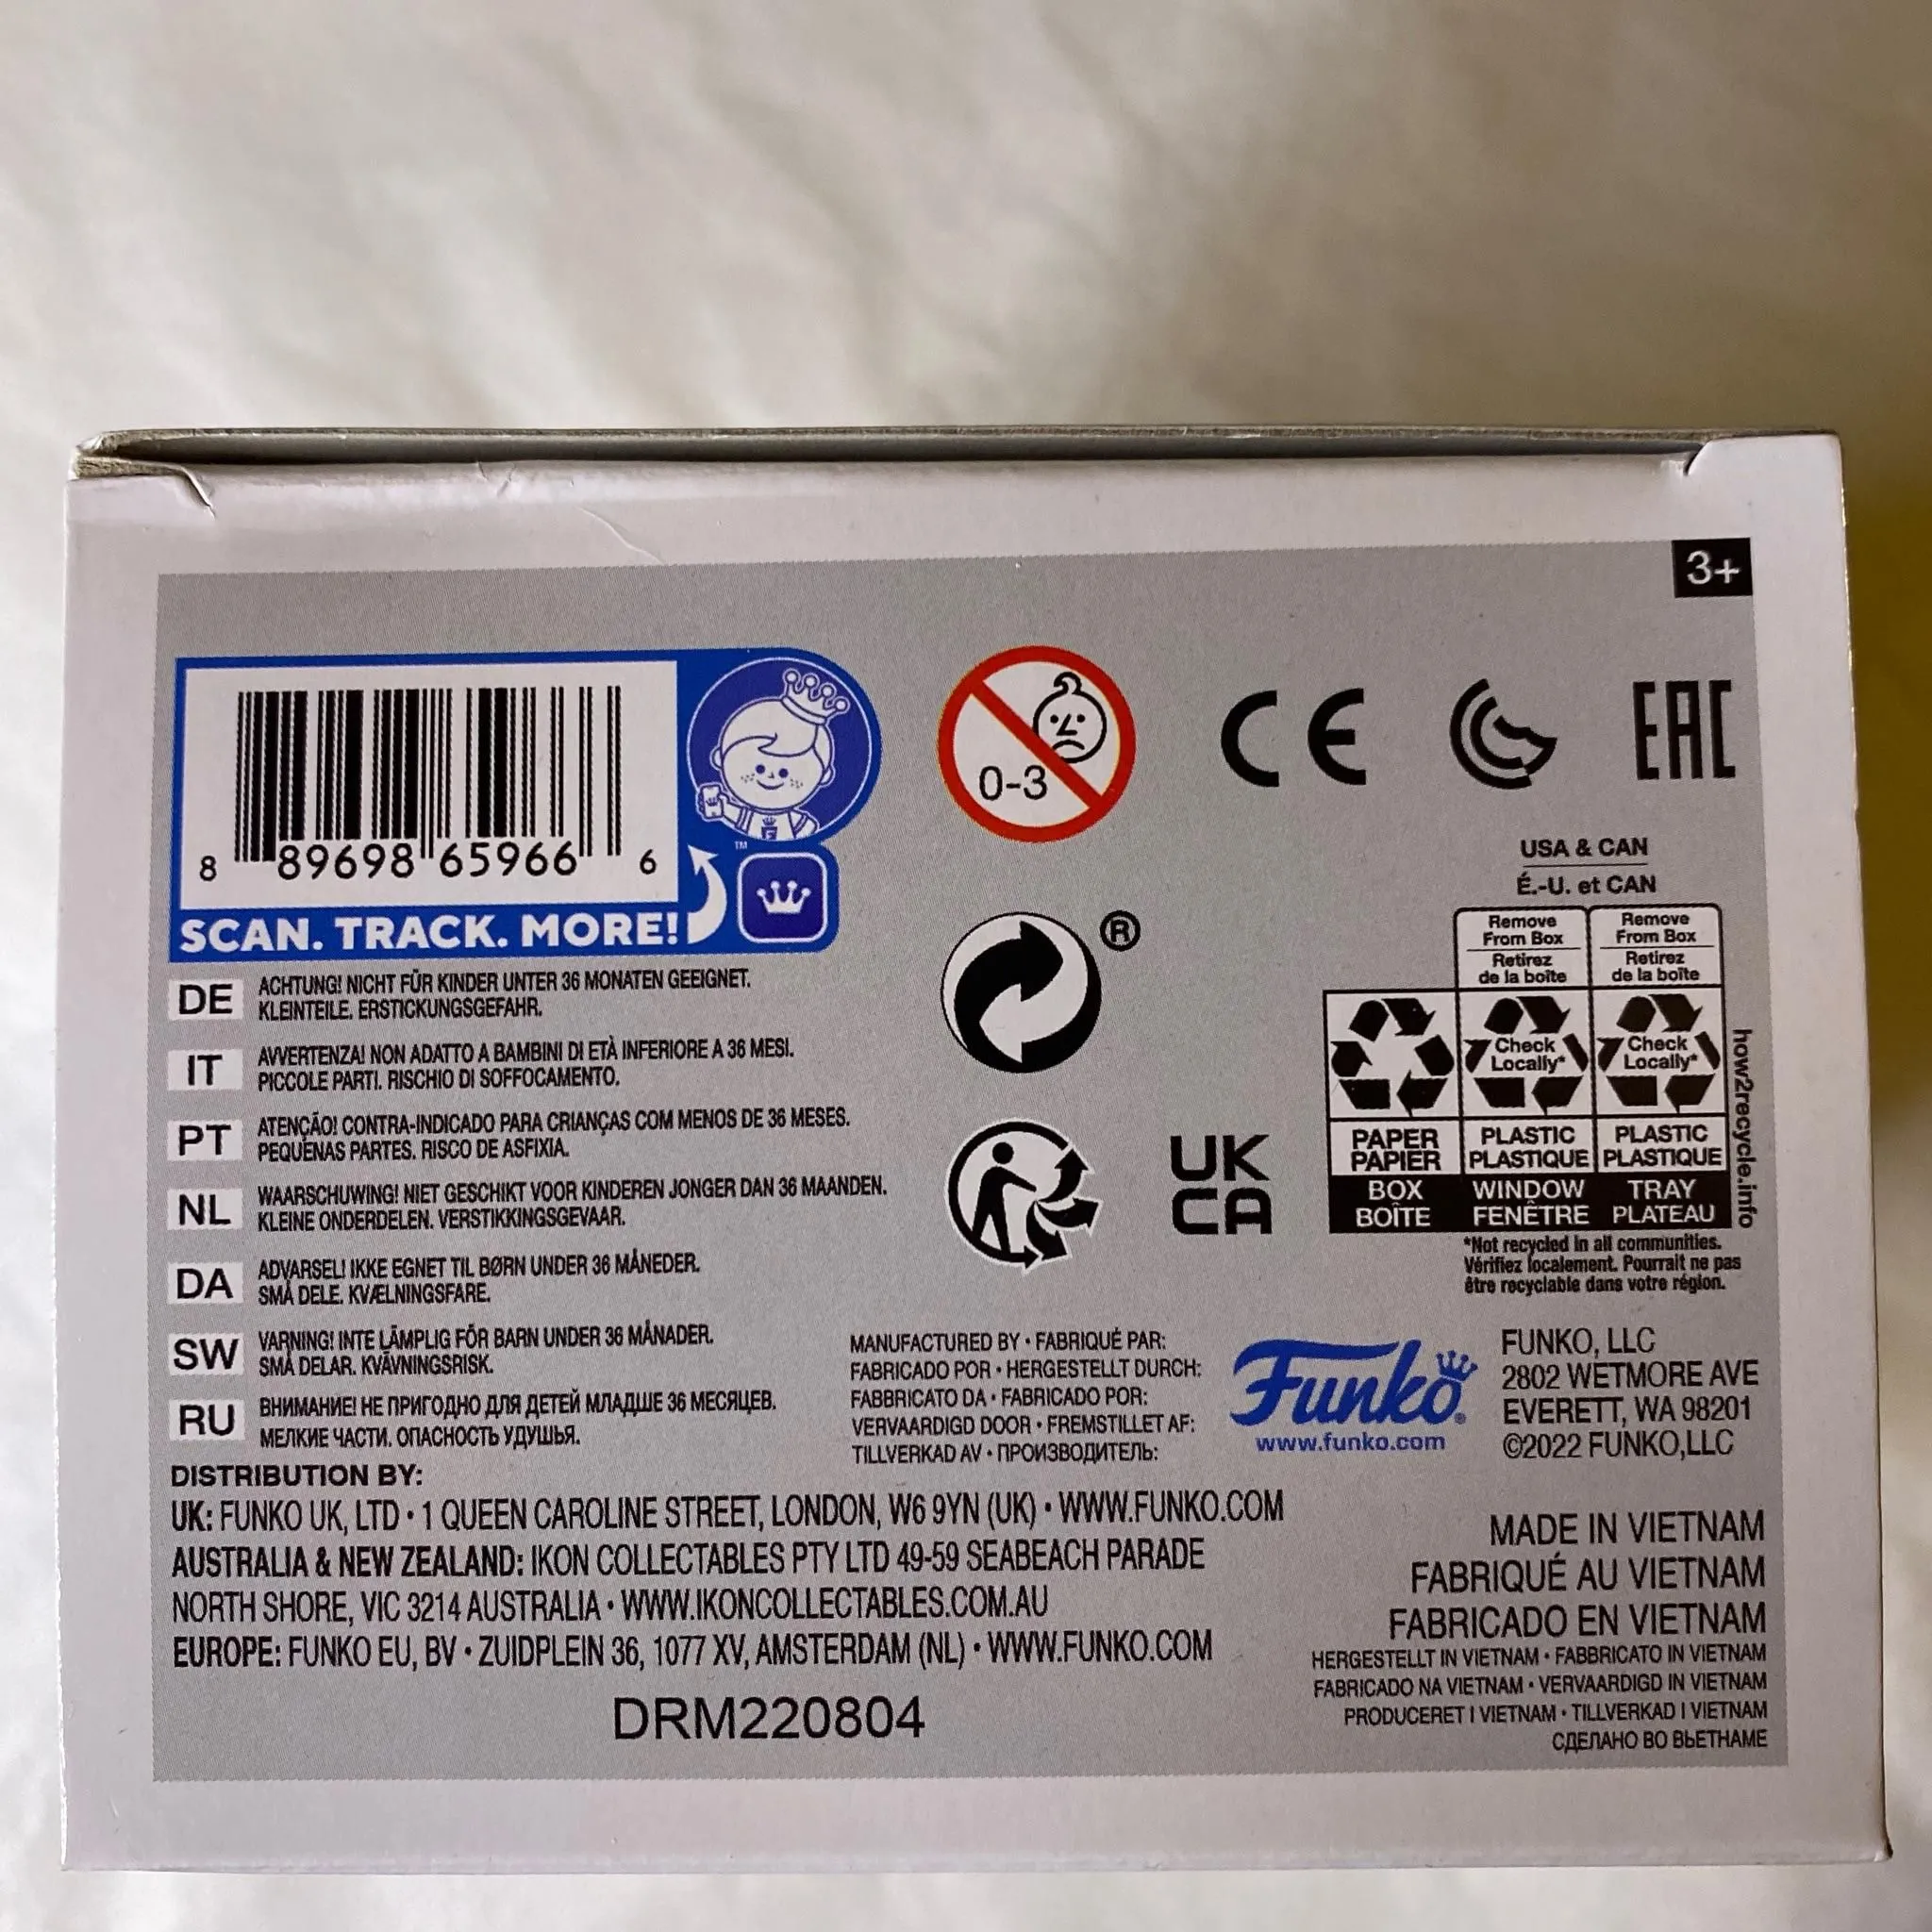 3+
8 89698 65966 6
™
SCAN. TRACK. MORE!
0-3
CE
EAC
®
UK
CA
DE ACHTUNG! NICHT FÜR KINDER UNTER 36 MONATEN GEEIGNET.
KLEINTEILE. ERSTICKUNGSGEFAHR.
IT AVVERTENZA! NON ADATTO A BAMBINI DI ETÀ INFERIORE A 36 MESI.
PICCOLE PARTI. RISCHIO DI SOFFOCAMENTO.
PT ATENÇÃO! CONTRA-INDICADO PARA CRIANÇAS COM MENOS DE 36 MESES.
PEQUENAS PARTES. RISCO DE ASFIXIA.
NL WAARSCHUWING! NIET GESCHIKT VOOR KINDEREN JONGER DAN 36 MAANDEN.
KLEINE ONDERDELEN. VERSTIKKINGSGEVAAR.
DA ADVARSEL! IKKE EGNET TIL BØRN UNDER 36 MÅNEDER.
SMÅ DELE. KVÆLNINGSFARE.
SW VARNING! INTE LÄMPLIG FÖR BARN UNDER 36 MÅNADER.
SMÅ DELAR. KVÄVNINGSRISK.
RU ВНИМАНИЕ! НЕ ПРИГОДНО ДЛЯ ДЕТЕЙ МЛАДШЕ 36 МЕСЯЦЕВ.
МЕЛКИЕ ЧАСТИ. ОПАСНОСТЬ УДУШЬЯ.
USA & CAN
É.-U. et CAN
Remove
From Box
Retirez
de la boîte
Remove
From Box
Retirez
de la boîte
Check
Locally*
Check
Locally*
PAPER
PAPIER
PLASTIC
PLASTIQUE
PLASTIC
PLASTIQUE
BOX
BOÎTE
WINDOW
FENÊTRE
TRAY
PLATEAU
how2recycle.info
*Not recycled in all communities.
Vérifiez localement. Pourrait ne pas
être recyclable dans votre région.
MANUFACTURED BY • FABRIQUÉ PAR:
FABRICADO POR • HERGESTELLT DURCH:
FABBRICATO DA • FABRICADO POR:
VERVAARDIGD DOOR • FREMSTILLET AF:
TILLVERKAD AV • ПРОИЗВОДИТЕЛЬ:
Funko®
www.funko.com
FUNKO, LLC
2802 WETMORE AVE
EVERETT, WA 98201
©2022 FUNKO,LLC
DISTRIBUTION BY:
UK: FUNKO UK, LTD • 1 QUEEN CAROLINE STREET, LONDON, W6 9YN (UK) • WWW.FUNKO.COM
AUSTRALIA & NEW ZEALAND: IKON COLLECTABLES PTY LTD 49-59 SEABEACH PARADE
NORTH SHORE, VIC 3214 AUSTRALIA • WWW.IKONCOLLECTABLES.COM.AU
EUROPE: FUNKO EU, BV • ZUIDPLEIN 36, 1077 XV, AMSTERDAM (NL) • WWW.FUNKO.COM
DRM220804
MADE IN VIETNAM
FABRIQUÉ AU VIETNAM
FABRICADO EN VIETNAM
HERGESTELLT IN VIETNAM • FABBRICATO IN VIETNAM
FABRICADO NA VIETNAM • VERVAARDIGD IN VIETNAM
PRODUCERET I VIETNAM • TILLVERKAD I VIETNAM
СДЕЛАНО ВО ВЬЕТНАМЕ